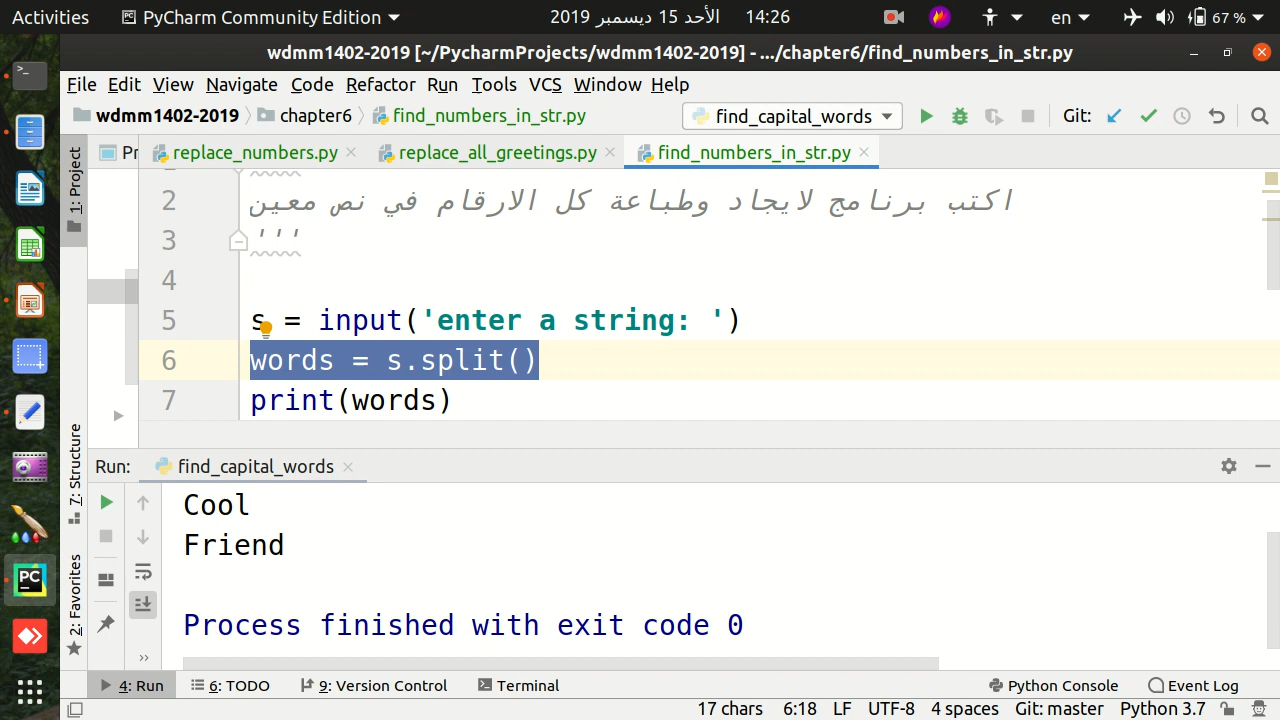 Activities PyCharm Community Edition 2019 الأحد 15 ديسمبر 14:26 en 67 %
wdmm1402-2019 [~/PycharmProjects/wdmm1402-2019] - .../chapter6/find_numbers_in_str.py
File Edit View Navigate Code Refactor Run Tools VCS Window Help
wdmm1402-2019 chapter6 find_numbers_in_str.py find_capital_words Git:
1: Project Pr replace_numbers.py replace_all_greetings.py find_numbers_in_str.py
2 اكتب برنامج لايجاد وطباعة كل الارقام في نص معين
3 '''
4
5 s = input('enter a string: ')
6 words = s.split()
7 print(words)
7: Structure
2: Favorites
Run: find_capital_words
Cool
Friend
Process finished with exit code 0
4: Run 6: TODO 9: Version Control Terminal Python Console Event Log
17 chars 6:18 LF UTF-8 4 spaces Git: master Python 3.7